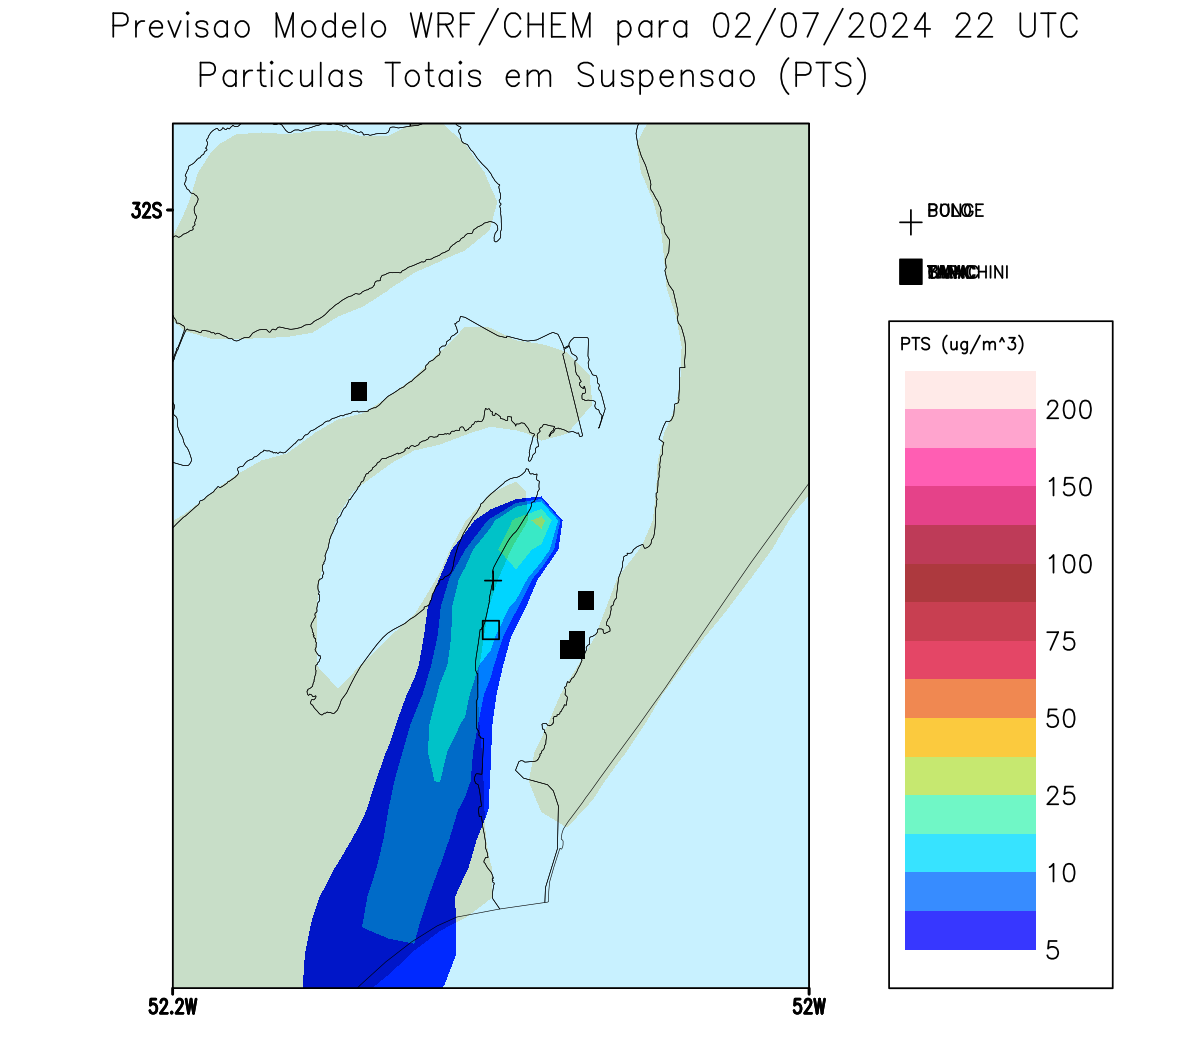 Previsao Modelo WRF/CHEM para 02/07/2024 22 UTC
Particulas Totais em Suspensao (PTS)
32S
PTS (ug/m^3)
200
150
100
75
50
25
10
5
52.2W
52W